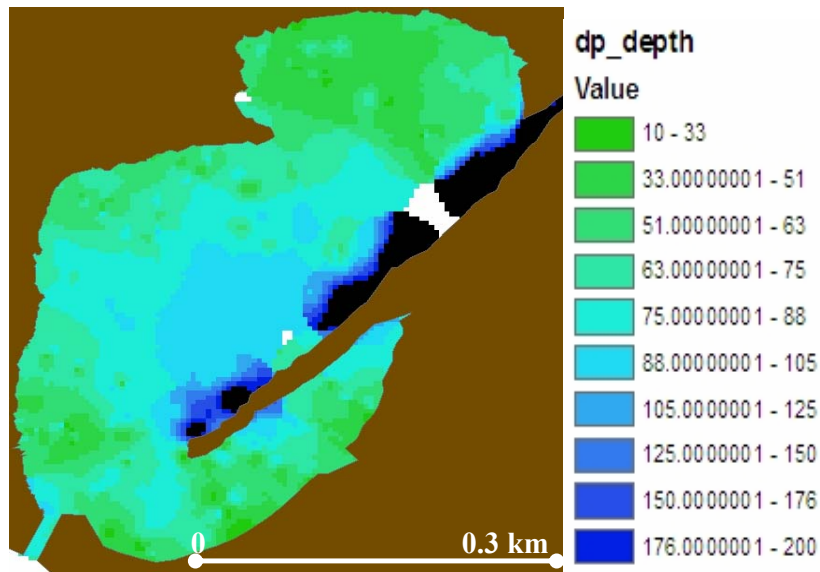 dp_depth
Value
10 - 33
33.00000001 - 51
51.00000001 - 63
63.00000001 - 75
75.00000001 - 88
88.00000001 - 105
105.0000001 - 125
125.0000001 - 150
150.0000001 - 176
176.0000001 - 200
0 0.3 km